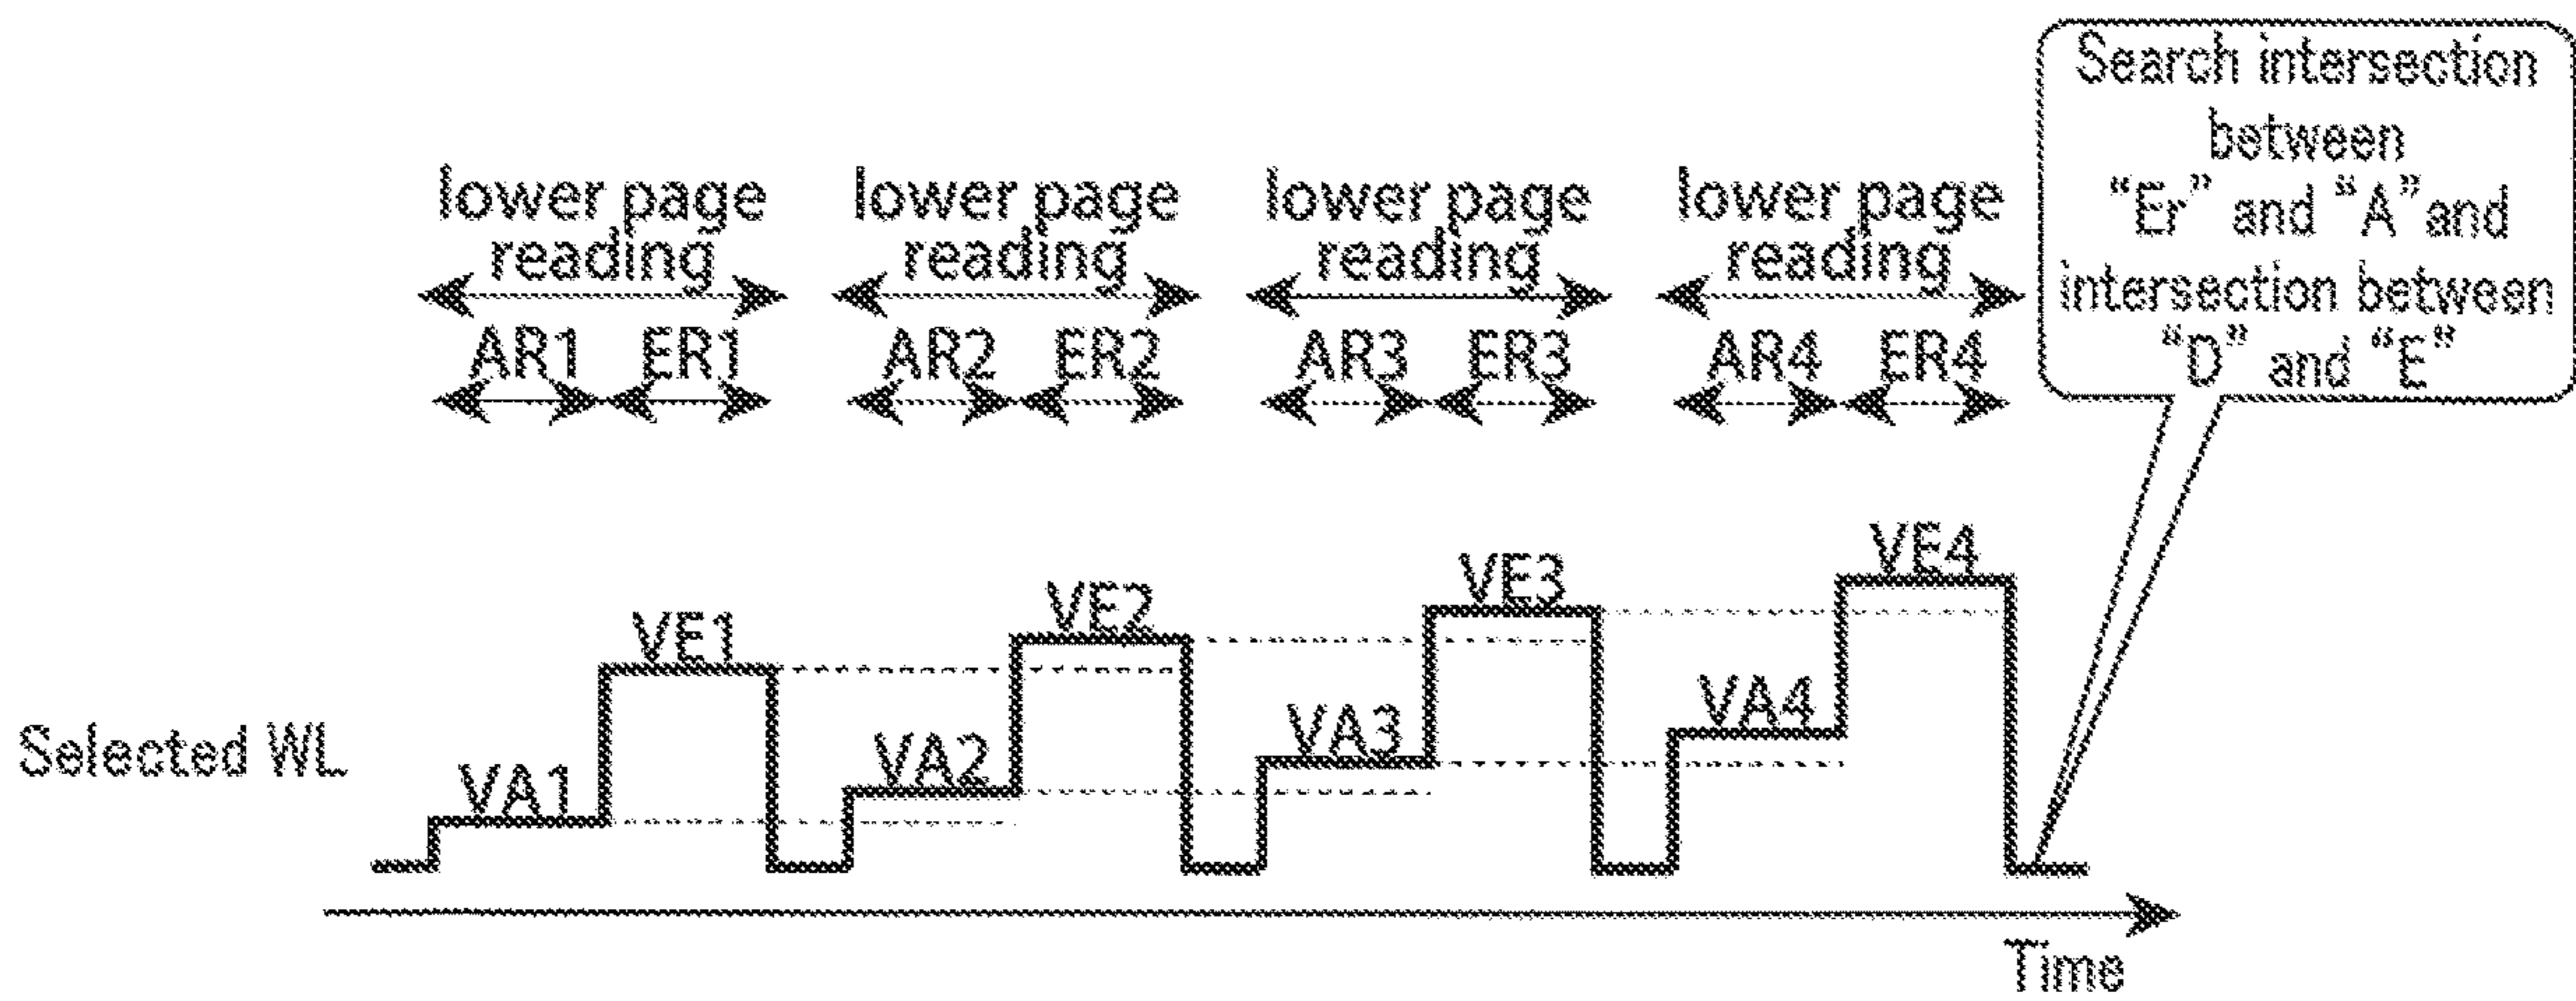 Search intersection
between
“Er” and “A”and
intersection between
“D” and “E”
lower page reading
lower page reading
lower page reading
lower page reading
AR1 ER1 AR2 ER2 AR3 ER3 AR4 ER4
VE1 VE2 VE3 VE4
Selected WL
VA1 VA2 VA3 VA4
Time